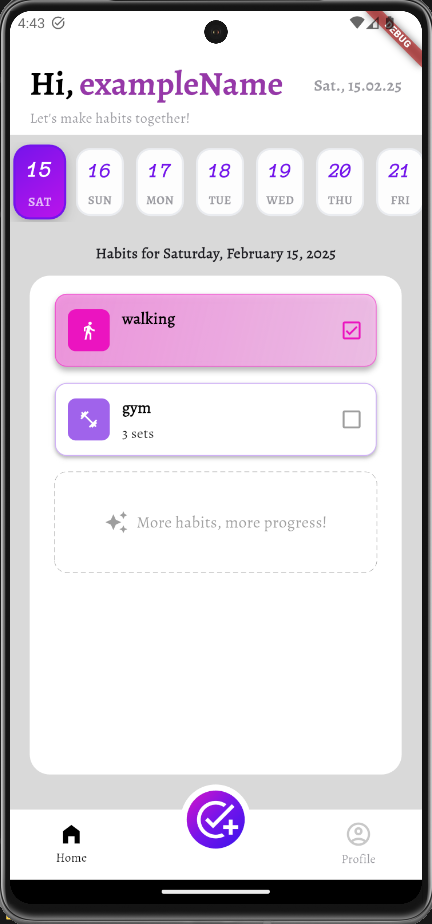 4:43
DEBUG
Hi, exampleName
Sat., 15.02.25
Let's make habits together!
15 16 17 18 19 20 21
SAT SUN MON TUE WED THU FRI
Habits for Saturday, February 15, 2025
walking
gym
3 sets
More habits, more progress!
Home
Profile